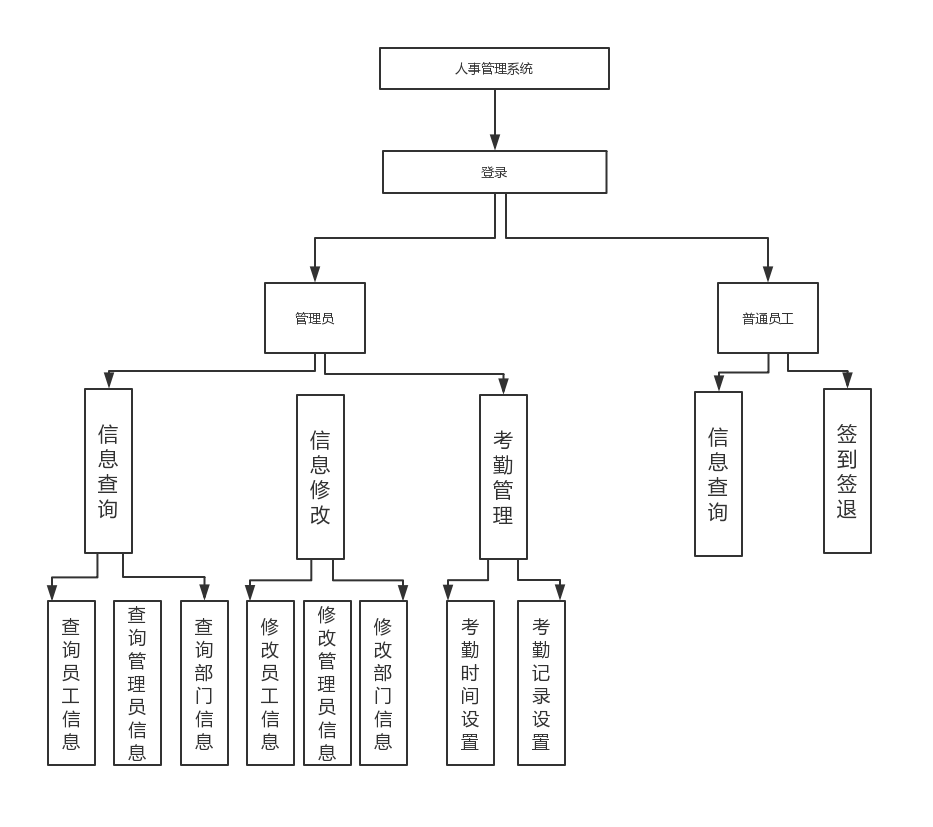 人事管理系统
登录
管理员
普通员工
信息查询
信息修改
考勤管理
信息查询
签到签退
查询员工信息
查询管理员信息
查询部门信息
修改员工信息
修改管理员信息
修改部门信息
考勤时间设置
考勤记录设置